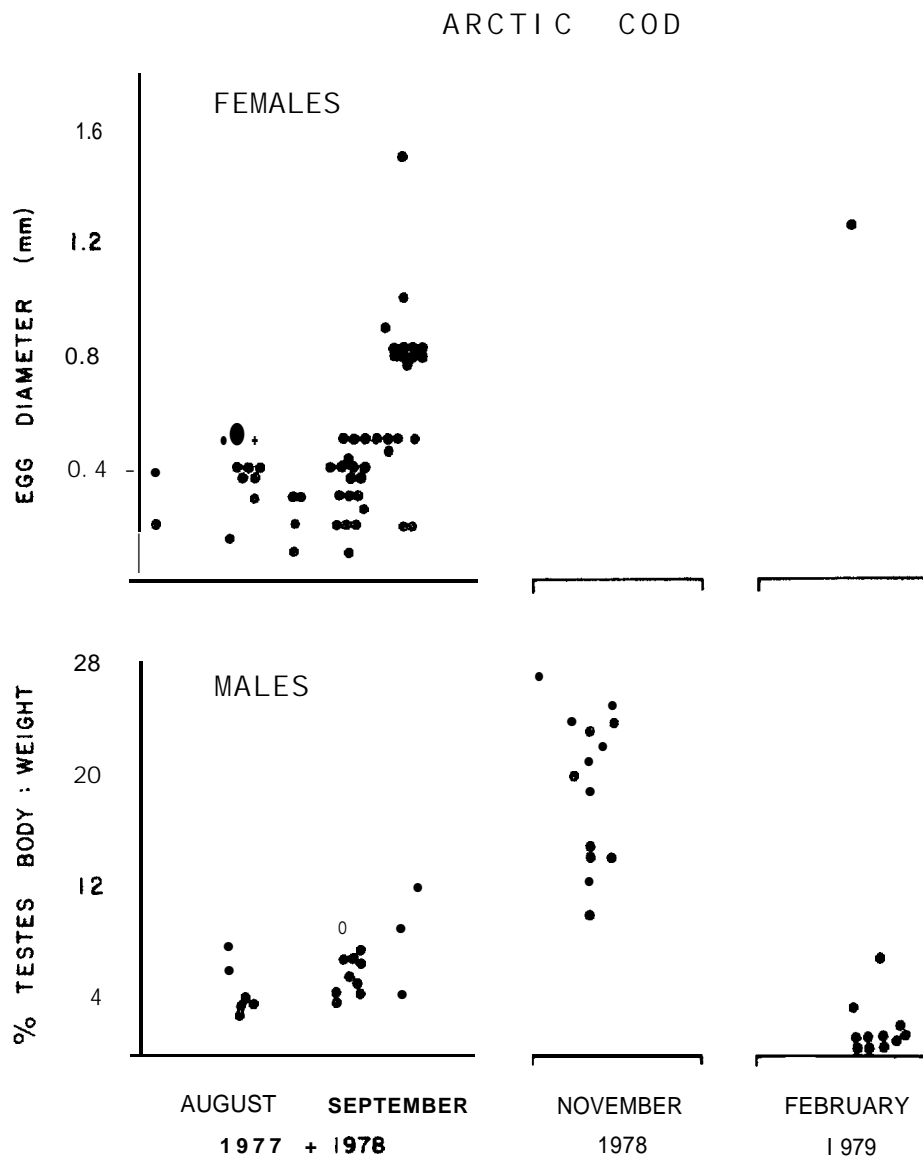 ARCTIC COD
FEMALES
1.6
1.2
0.8
0.4
EGG DIAMETER (mm)
MALES
28
20
12
4
% TESTES BODY : WEIGHT
AUGUST SEPTEMBER NOVEMBER FEBRUARY
1977 + 1978 1978 1979